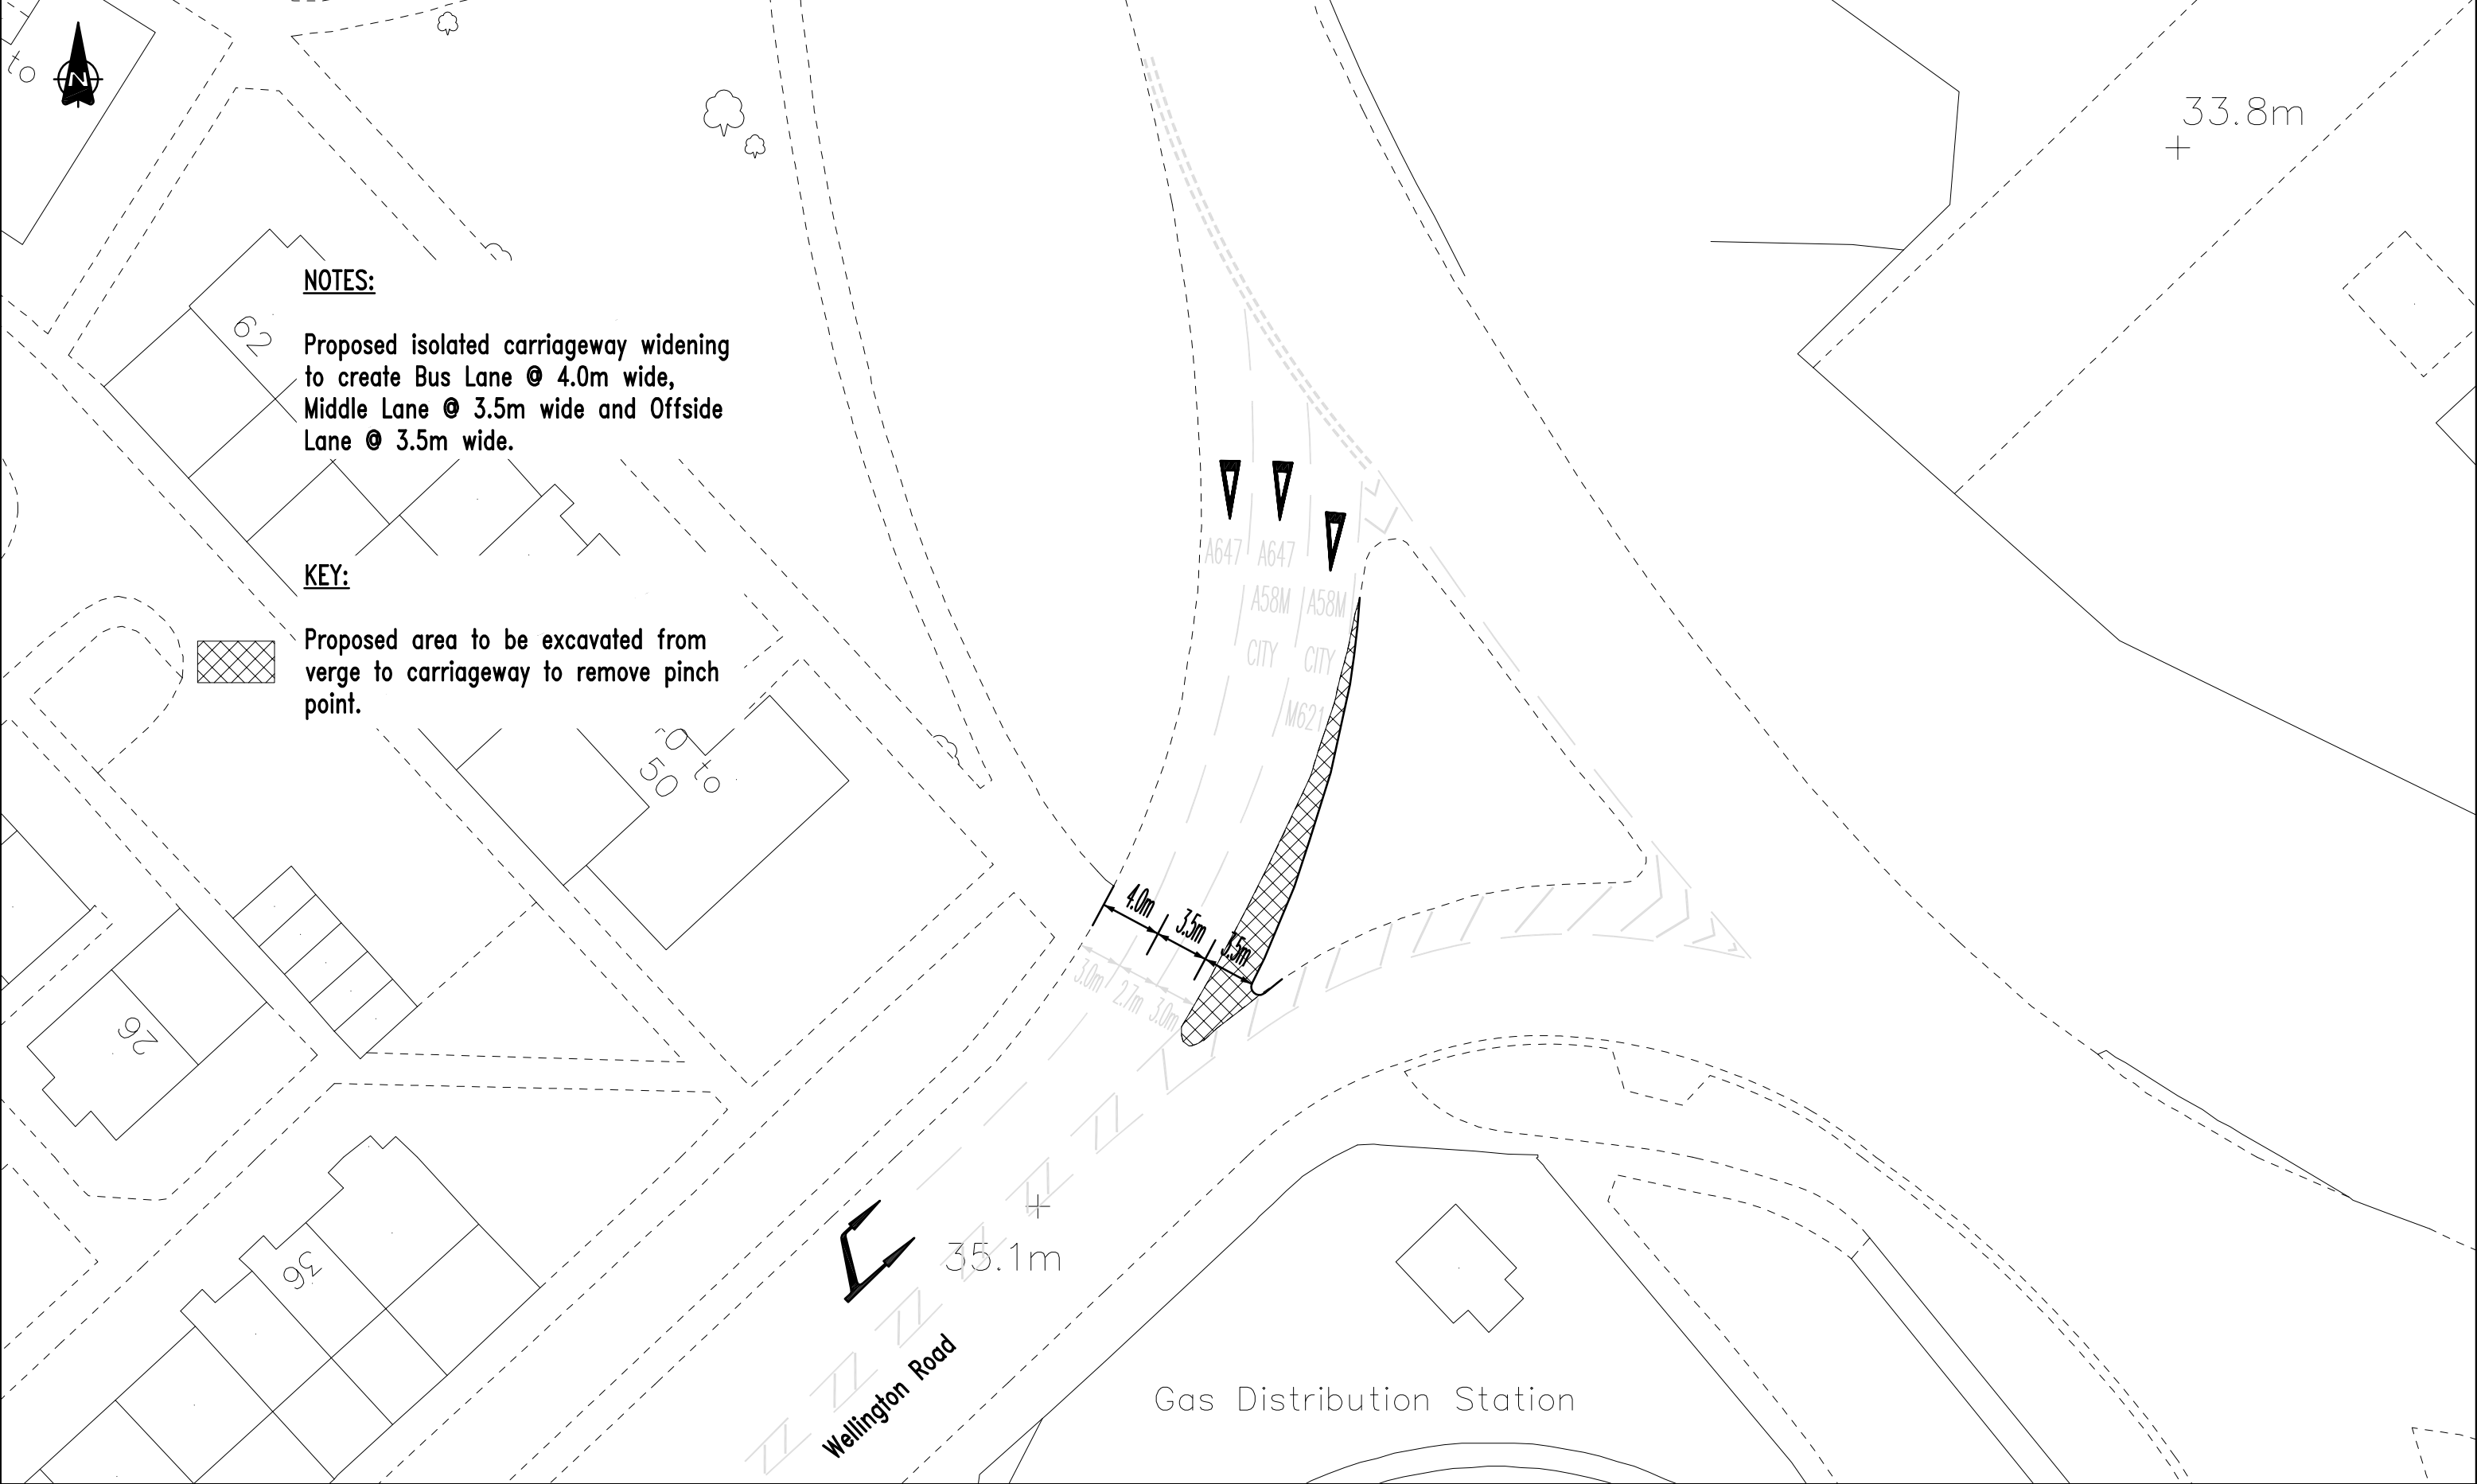 N
to
33.8m
62
NOTES:
Proposed isolated carriageway widening
to create Bus Lane @ 4.0m wide,
Middle Lane @ 3.5m wide and Offside
Lane @ 3.5m wide.
A647 A647
A58M A58M
CITY CITY
M621
KEY:
Proposed area to be excavated from
verge to carriageway to remove pinch
point.
50
to
4.0m
3.5m
3.5m
3.0m
2.7m
3.0m
26
36
35.1m
Wellington Road
Gas Distribution Station